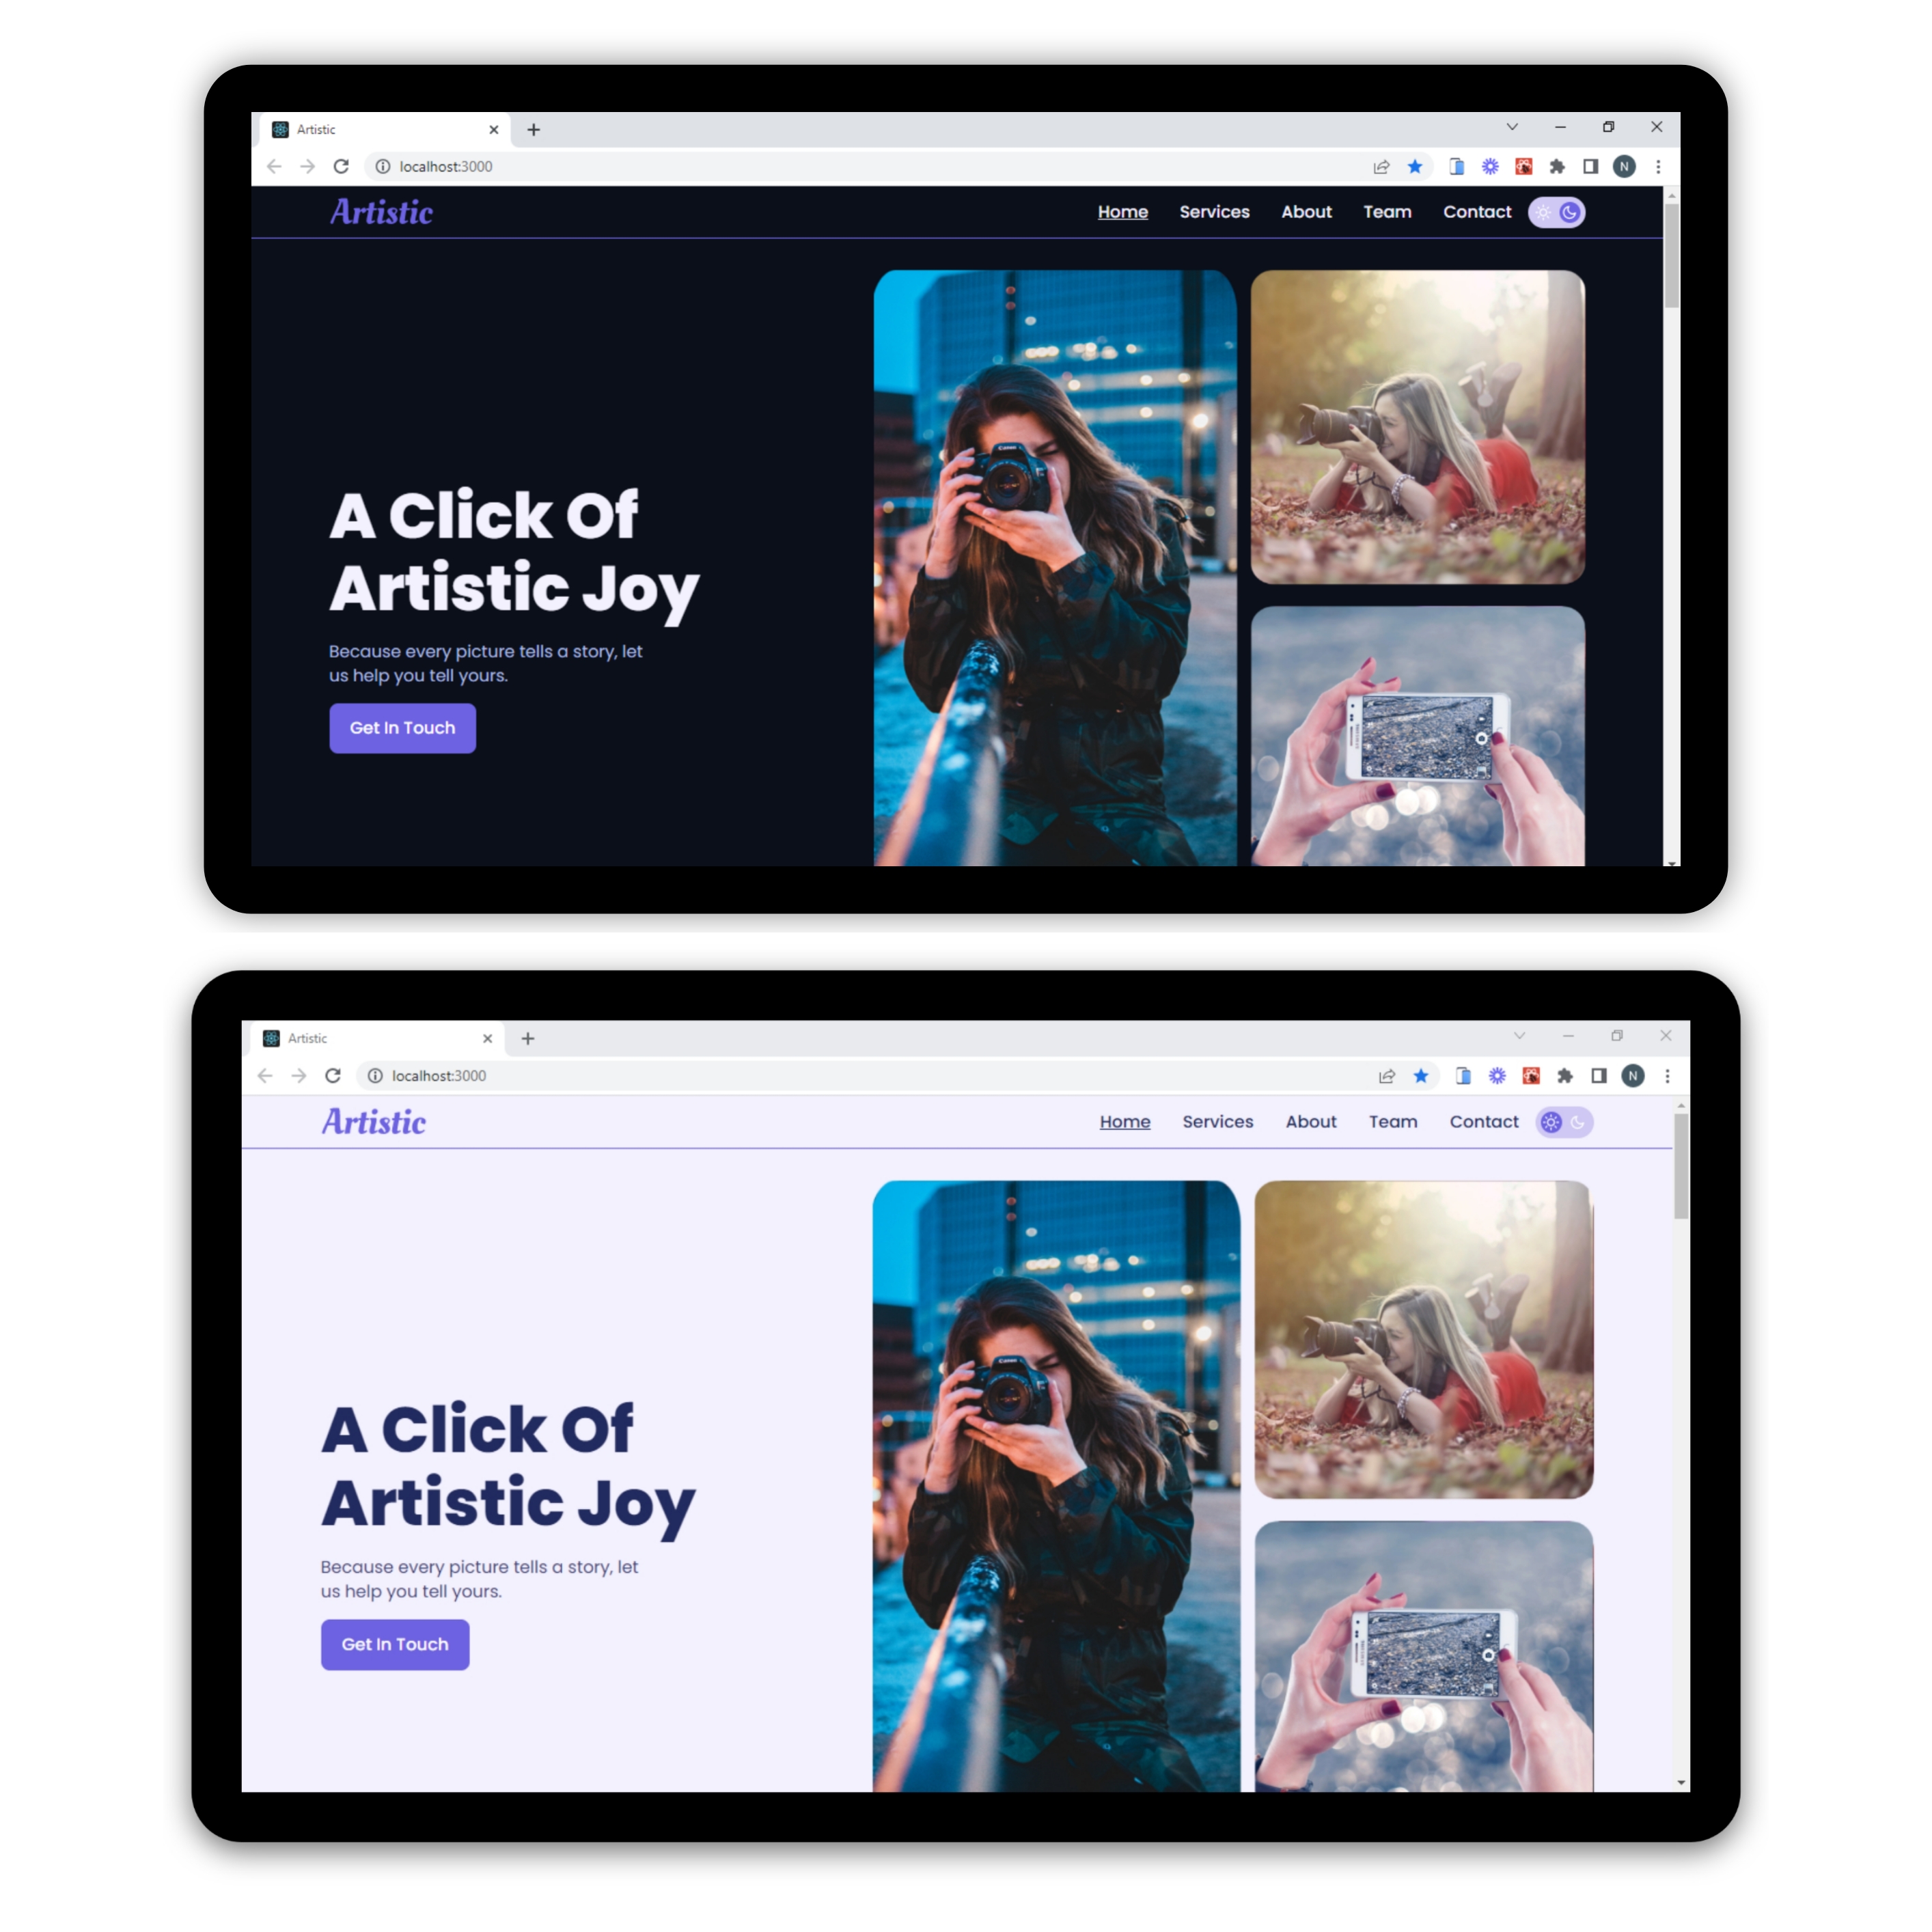 Artistic
localhost:3000
Artistic
Home Services About Team Contact
Canon
A Click Of
Artistic Joy
Because every picture tells a story, let
us help you tell yours.
Get In Touch
N
Artistic
localhost:3000
Artistic
Home Services About Team Contact
Canon
A Click Of
Artistic Joy
Because every picture tells a story, let
us help you tell yours.
Get In Touch
N